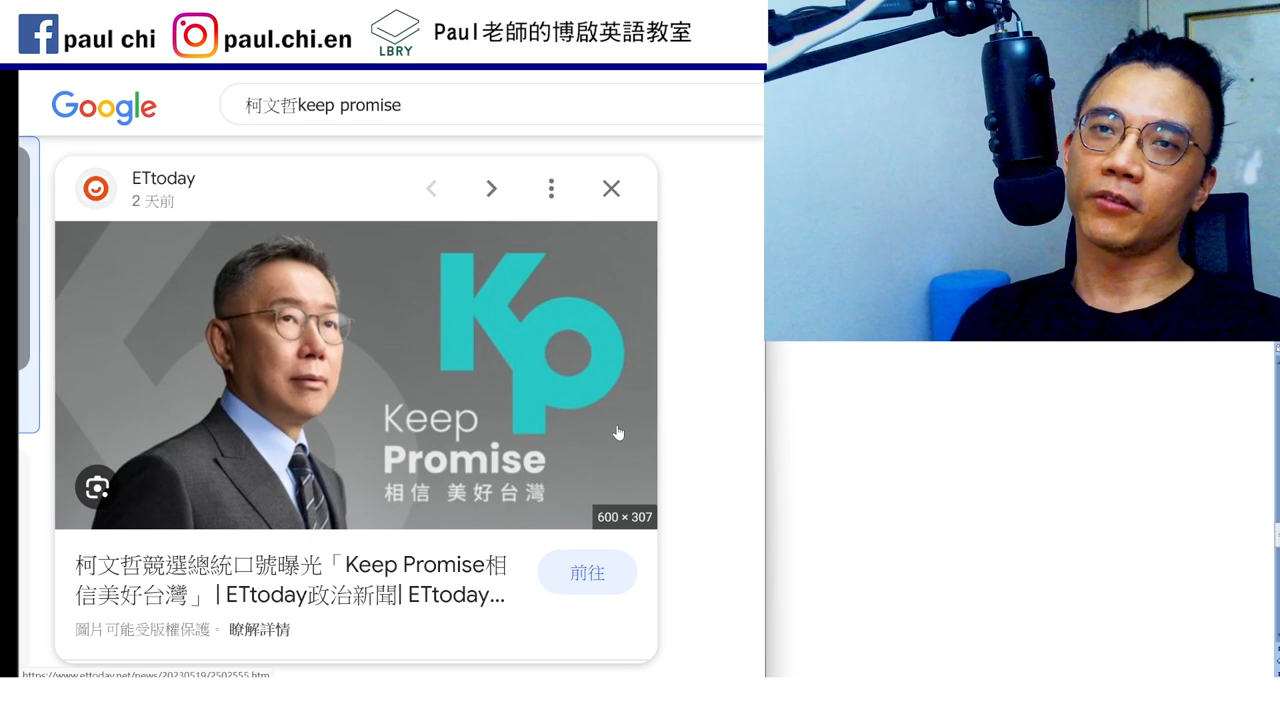 paul chi
paul.chi.en
LBRY
Paul老師的博啟英語教室
Google
柯文哲keep promise
ETtoday
2 天前
Kp
Keep
Promise
相信 美好台灣
600 × 307
柯文哲競選總統口號曝光「Keep Promise相
信美好台灣」 | ETtoday政治新聞| ETtoday...
前往
圖片可能受版權保護。 瞭解詳情
https://www.ettoday.net/news/20230519/2502555.htm